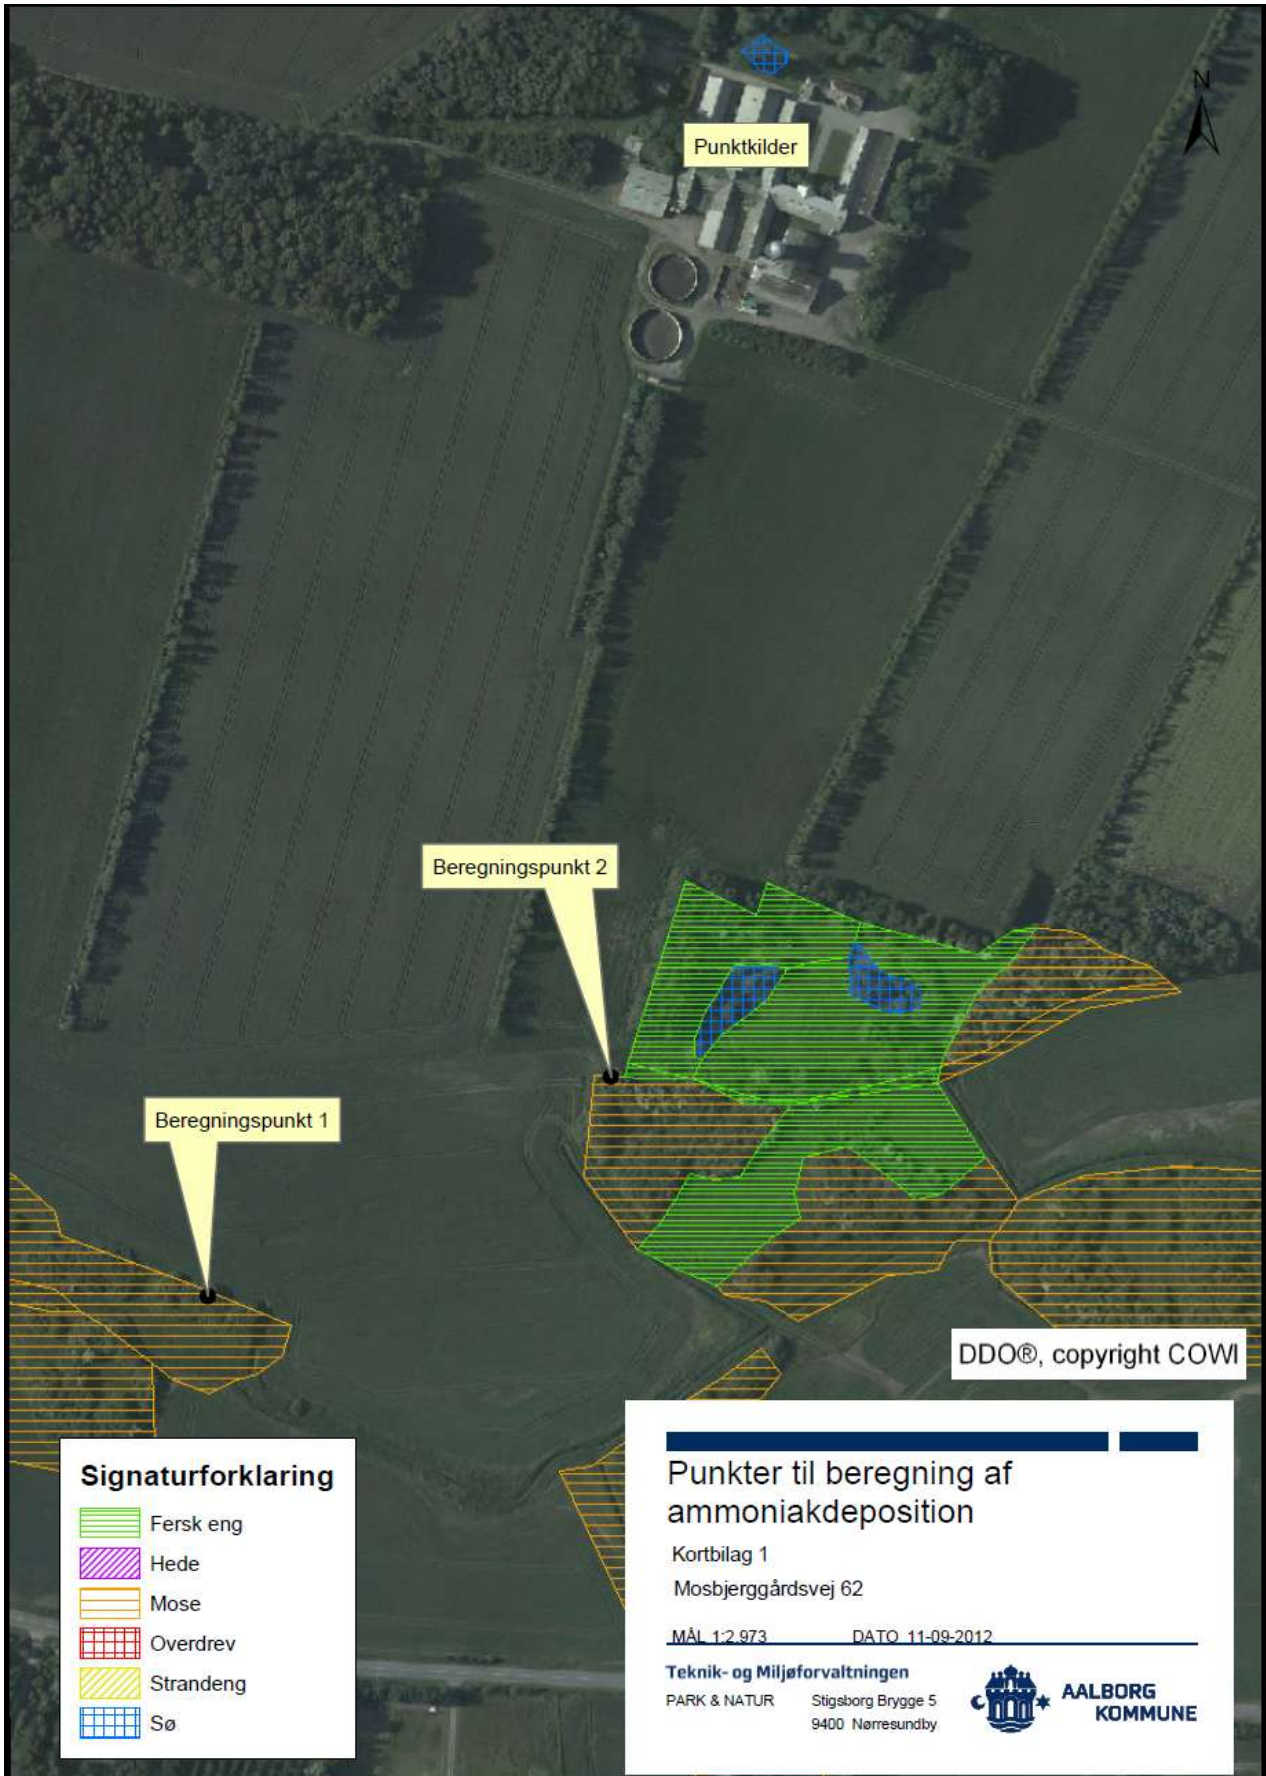 N
Punktkilder
Beregningspunkt 2
Beregningspunkt 1
DDO®, copyright COWI
Signaturforklaring
Fersk eng
Hede
Mose
Overdrev
Strandeng
Sø
Punkter til beregning af
ammoniakdeposition
Kortbilag 1
Mosbjerggårdsvej 62
MÅL 1:2.973 DATO 11-09-2012
Teknik- og Miljøforvaltningen
PARK & NATUR Stigsborg Brygge 5
9400 Nørresundby
AALBORG
KOMMUNE